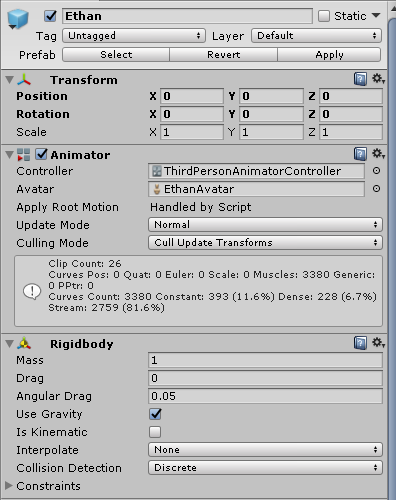 Ethan Static
Tag Untagged Layer Default
Prefab Select Revert Apply
Transform
Position X 0 Y 0 Z 0
Rotation X 0 Y 0 Z 0
Scale X 1 Y 1 Z 1
Animator
Controller ThirdPersonAnimatorController
Avatar EthanAvatar
Apply Root Motion Handled by Script
Update Mode Normal
Culling Mode Cull Update Transforms
Clip Count: 26
Curves Pos: 0 Quat: 0 Euler: 0 Scale: 0 Muscles: 3380 Generic:
0 PPtr: 0
Curves Count: 3380 Constant: 393 (11.6%) Dense: 228 (6.7%)
Stream: 2759 (81.6%)
Rigidbody
Mass 1
Drag 0
Angular Drag 0.05
Use Gravity
Is Kinematic
Interpolate None
Collision Detection Discrete
Constraints